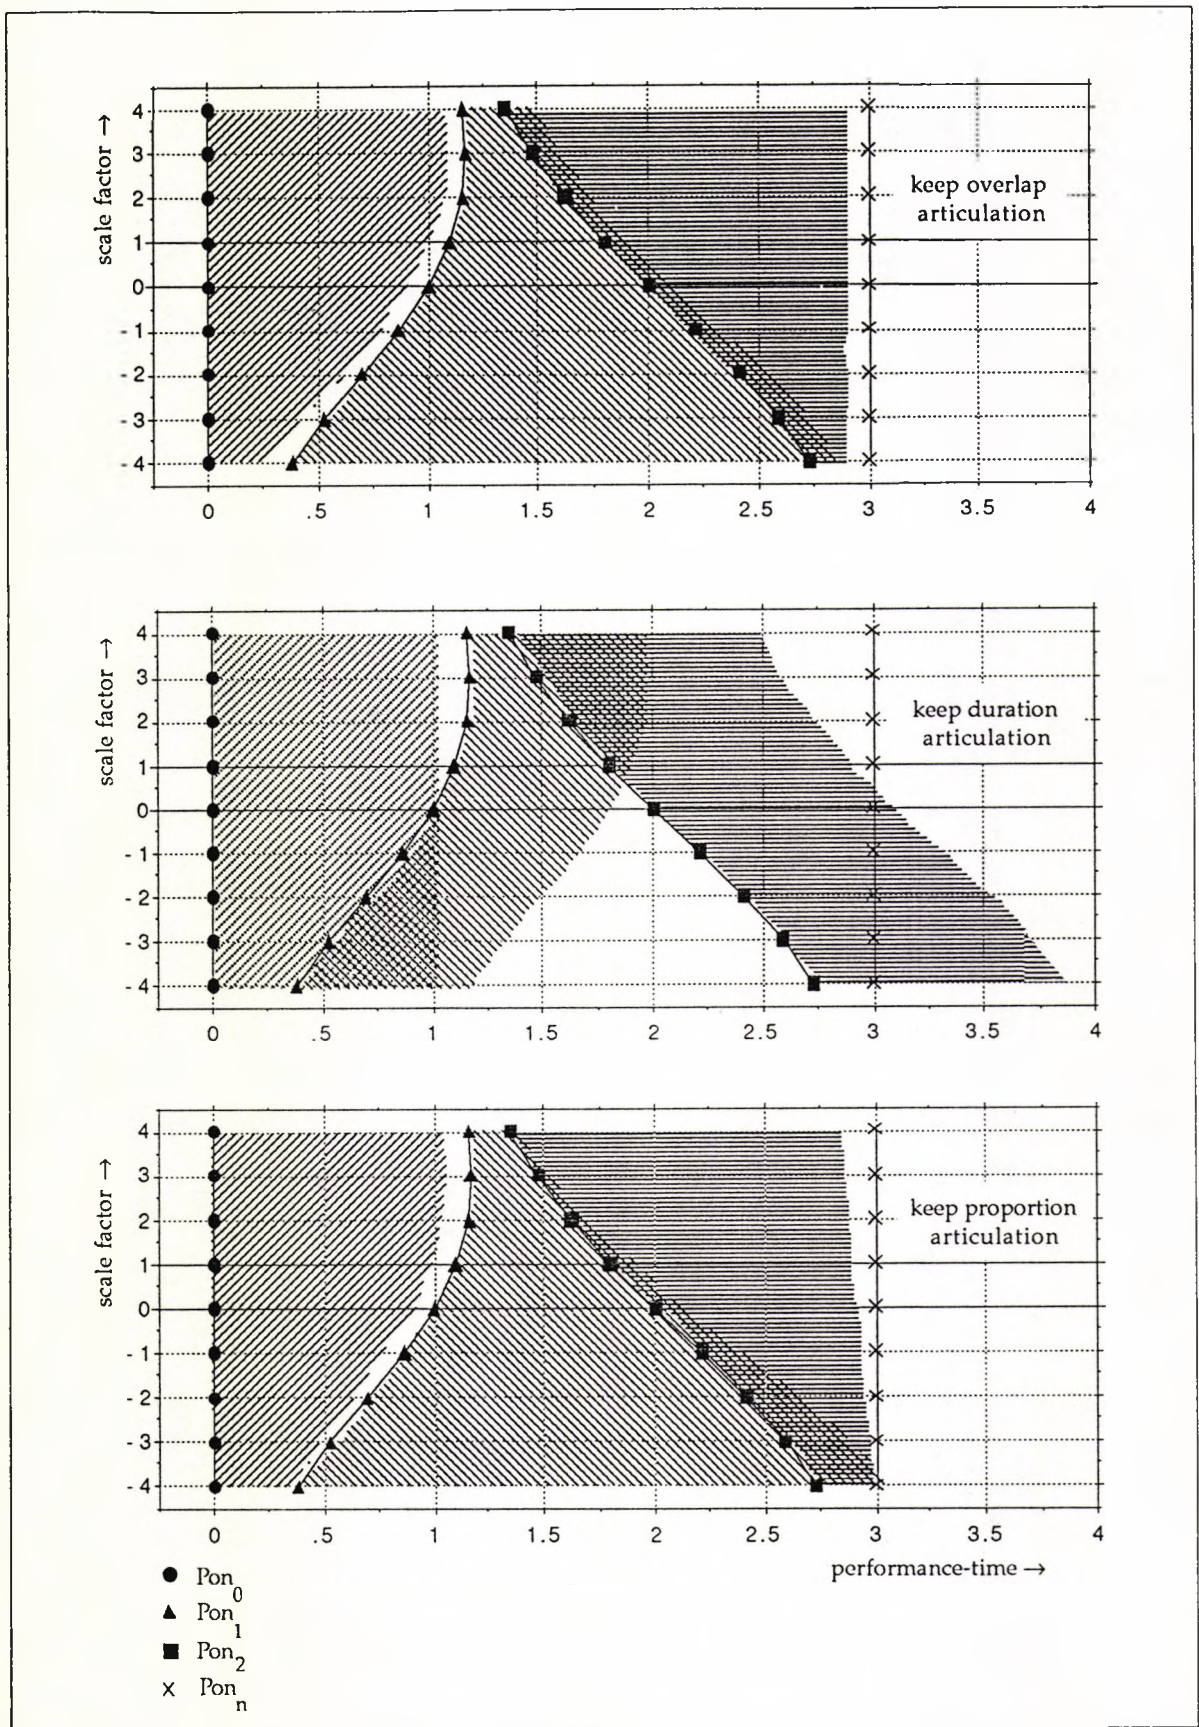 scale factor →
4
3
2
1
0
-1
-2
-3
-4
keep overlap
articulation
0 .5 1 1.5 2 2.5 3 3.5 4
scale factor →
4
3
2
1
0
-1
-2
-3
-4
keep duration
articulation
0 .5 1 1.5 2 2.5 3 3.5 4
scale factor →
4
3
2
1
0
-1
-2
-3
-4
keep proportion
articulation
0 .5 1 1.5 2 2.5 3 3.5 4
performance-time →
Pon0
Pon1
Pon2
Ponn